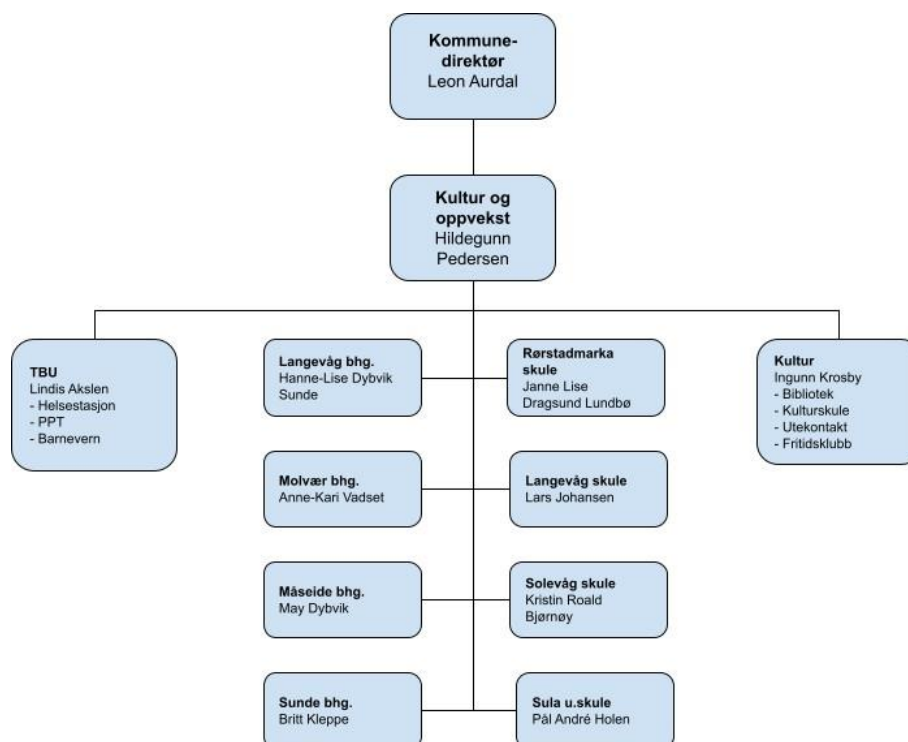 Kommune-
direktør
Leon Aurdal
Kultur og
oppvekst
Hildegunn
Pedersen
TBU
Lindis Akslen
- Helsestasjon
- PPT
- Barnevern
Langevåg bhg.
Hanne-Lise Dybvik
Sunde
Rørstadmarka
skule
Janne Lise
Dragsund Lundbø
Kultur
Ingunn Krosby
- Bibliotek
- Kulturskule
- Utekontakt
- Fritidsklubb
Molvær bhg.
Anne-Kari Vadset
Langevåg skule
Lars Johansen
Måseide bhg.
May Dybvik
Solevåg skule
Kristin Roald
Bjørnøy
Sunde bhg.
Britt Kleppe
Sula u.skule
Pål André Holen